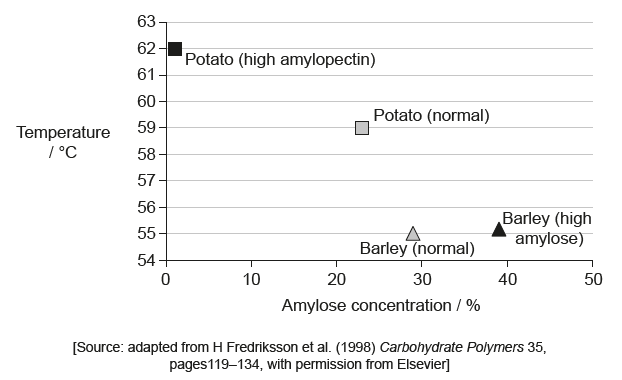 63
62
Potato (high amylopectin)
61
60
Potato (normal)
Temperature
/ °C
59
58
57
56
Barley (high
amylose)
55
Barley (normal)
54
0 10 20 30 40 50
Amylose concentration / %
[Source: adapted from H Fredriksson et al. (1998) Carbohydrate Polymers 35,
pages119–134, with permission from Elsevier]